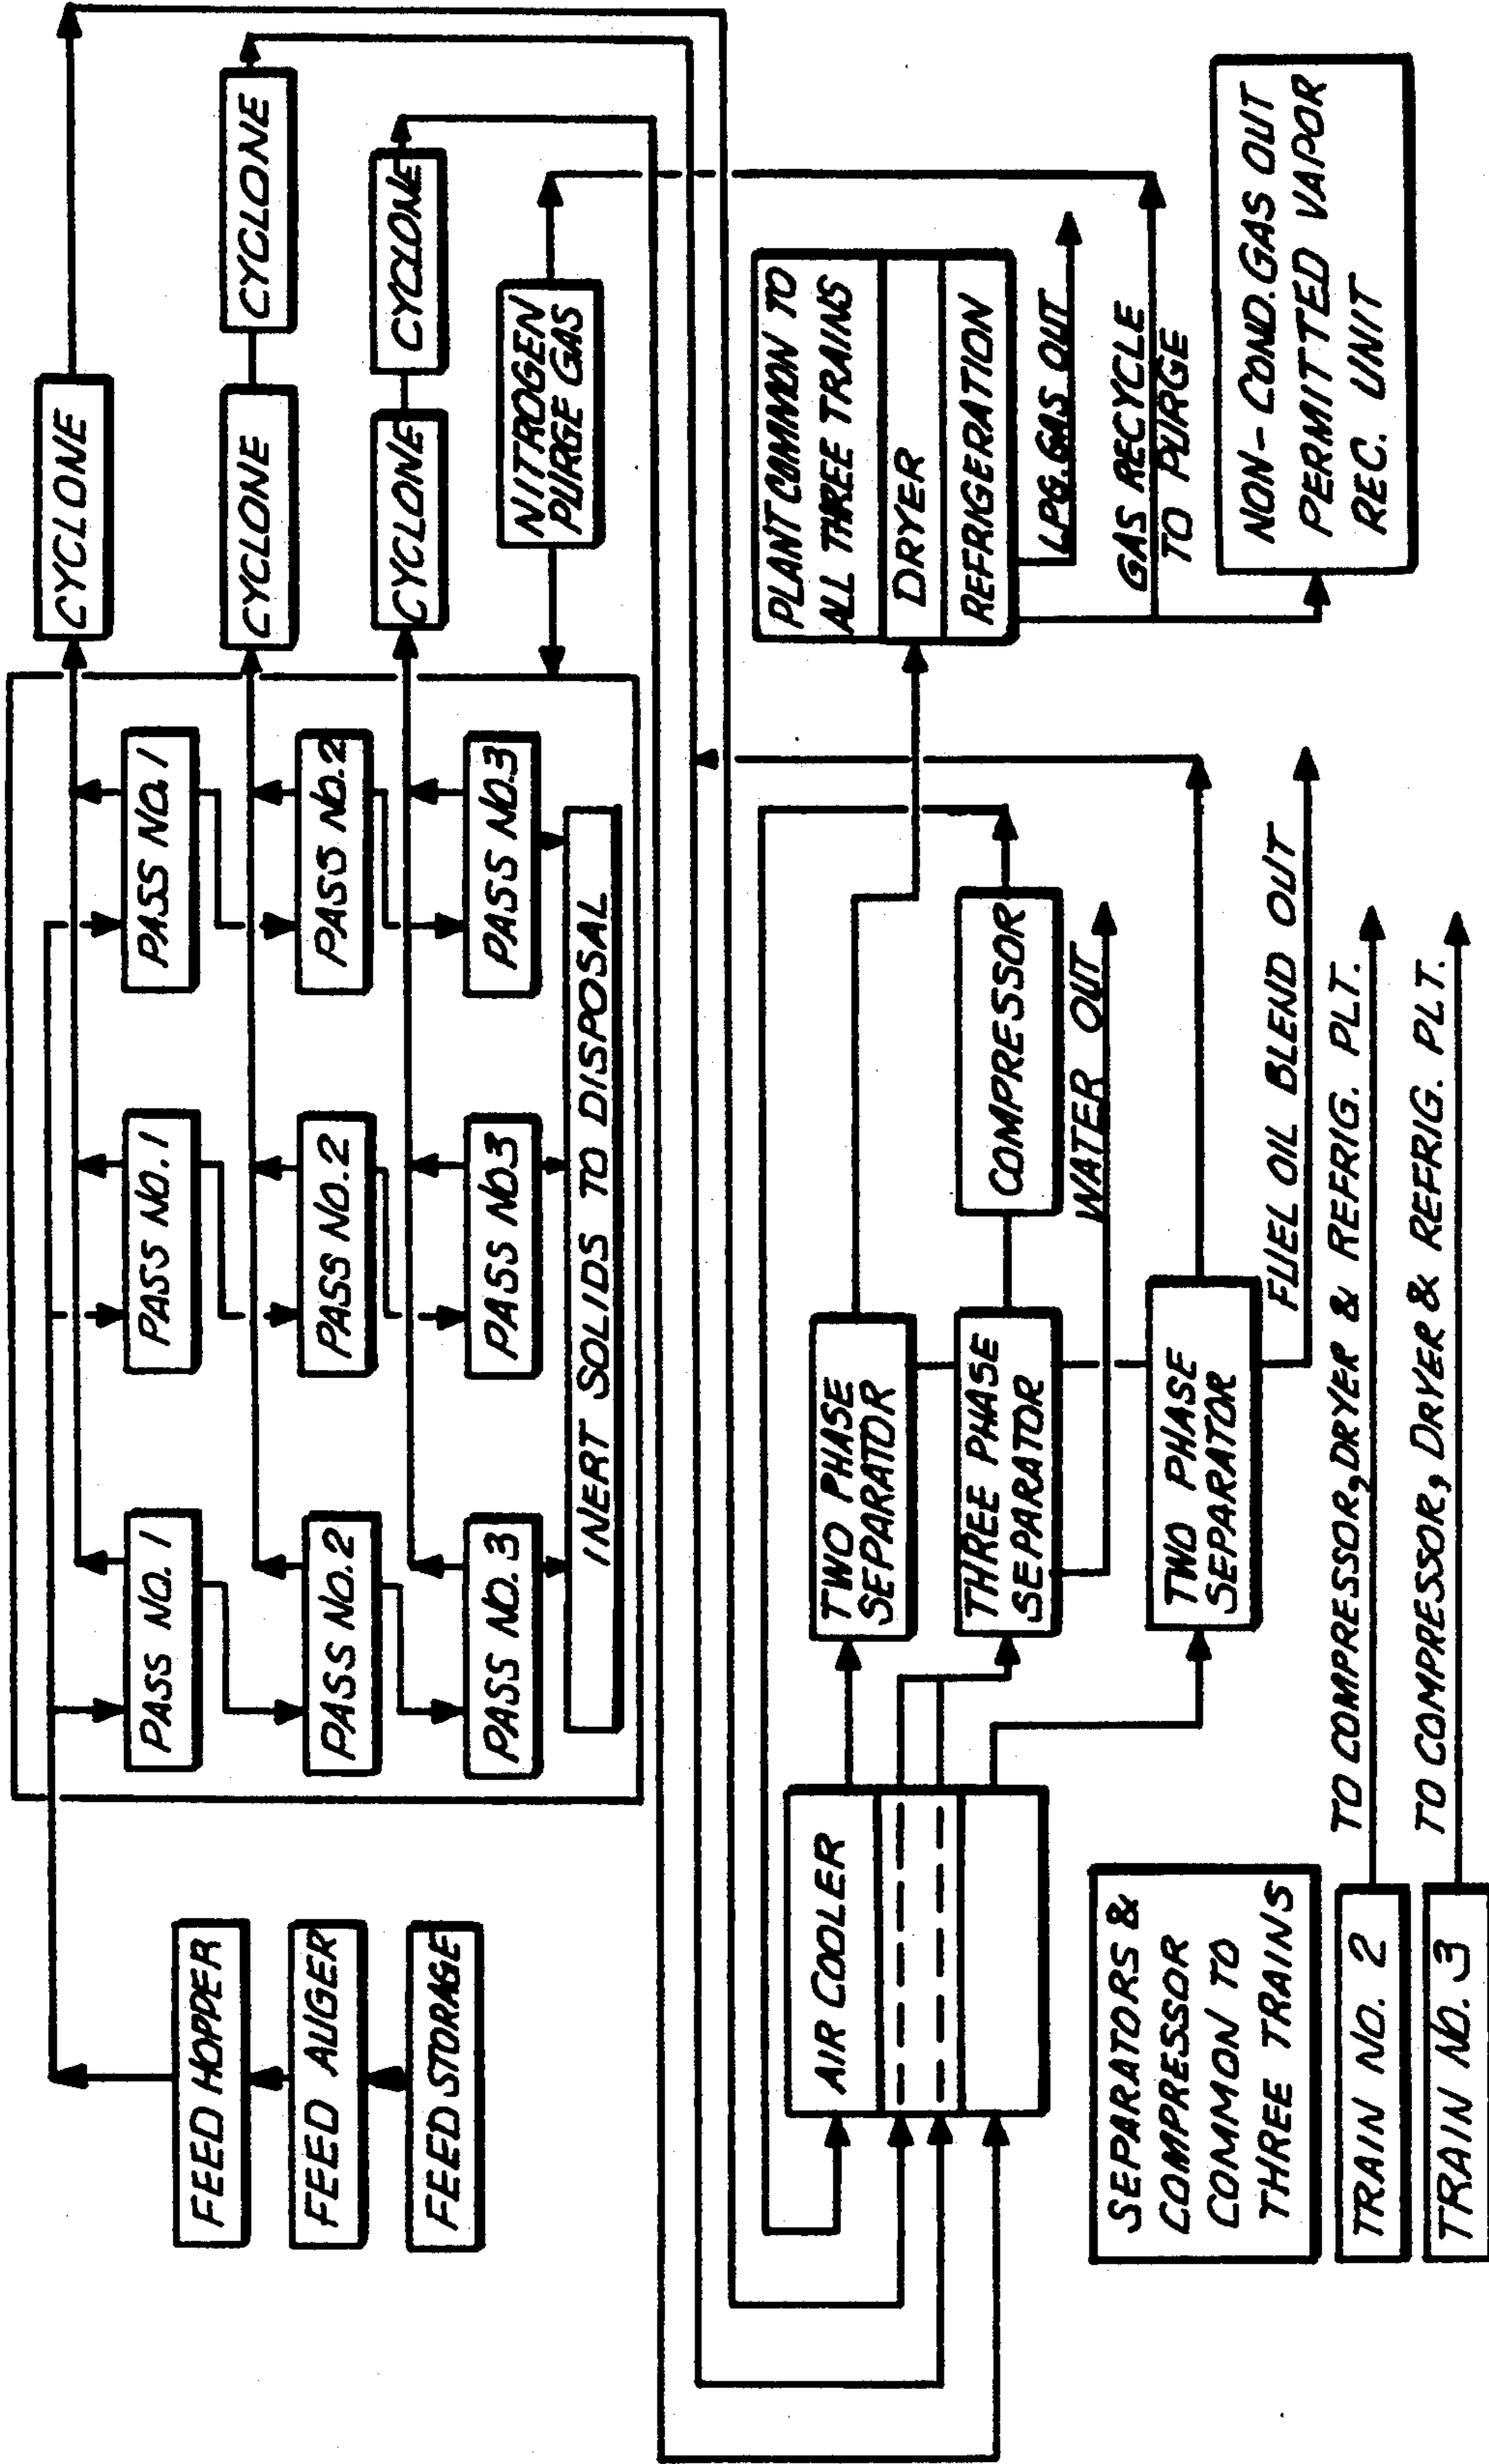 FEED HOPPER
FEED AUGER
FEED STORAGE
PASS NO. 1
PASS NO. 1
PASS NO. 1
PASS NO. 2
PASS NO. 2
PASS NO. 2
PASS NO. 3
PASS NO3
PASS NO.3
INERT SOLIDS TO DISPOSAL
CYCLONE
CYCLONE
CYCLONE
CYCLONE
CYCLONE
NITROGEN
PURGE GAS
AIR COOLER
TWO PHASE
SEPARATOR
THREE PHASE
SEPARATOR
TWO PHASE
SEPARATOR
COMPRESSOR
WATER OUT
FUEL OIL BLEND OUT
PLANT COMMON TO
ALL THREE TRAINS
DRYER
REFRIGERATION
LPG. GAS OUT
GAS RECYCLE
TO PURGE
NON-COND. GAS OUT
PERMITTED VAPOR
REC. UNIT
SEPARATORS &
COMPRESSOR
COMMON TO
THREE TRAINS
TRAIN NO. 2
TO COMPRESSOR, DRYER & REFRIG. PLT.
TRAIN NO. 3
TO COMPRESSOR, DRYER & REFRIG. PLT.